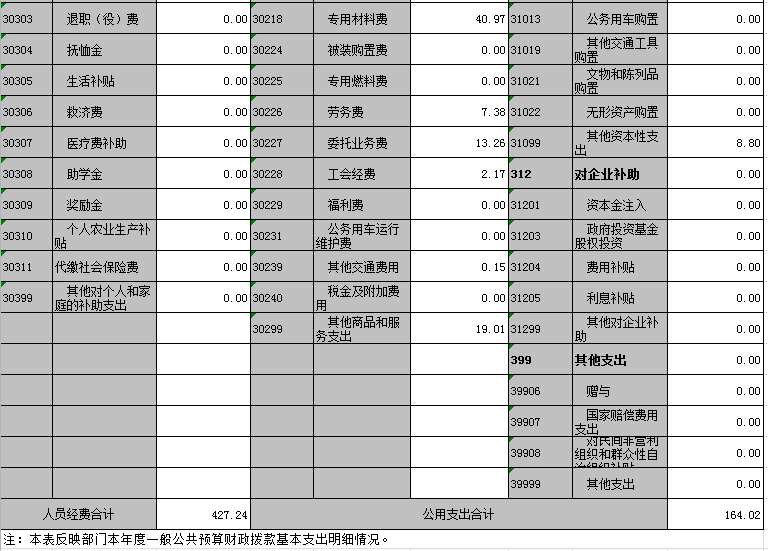 30303 退职（役）费 0.00 30218 专用材料费 40.97 31013 公务用车购置 0.00
30304 抚恤金 0.00 30224 被装购置费 0.00 31019 其他交通工具购置 0.00
30305 生活补贴 0.00 30225 专用燃料费 0.00 31021 文物和陈列品购置 0.00
30306 救济费 0.00 30226 劳务费 7.38 31022 无形资产购置 0.00
30307 医疗费补助 0.00 30227 委托业务费 13.26 31099 其他资本性支出 8.80
30308 助学金 0.00 30228 工会经费 2.17 312 对企业补助 0.00
30309 奖励金 0.00 30229 福利费 0.00 31201 资本金注入 0.00
30310 个人农业生产补贴 0.00 30231 公务用车运行维护费 0.00 31203 政府投资基金股权投资 0.00
30311 代缴社会保险费 0.00 30239 其他交通费用 0.15 31204 费用补贴 0.00
30399 其他对个人和家庭的补助支出 0.00 30240 税金及附加费用 0.00 31205 利息补贴 0.00
30299 其他商品和服务支出 19.01 31299 其他对企业补助 0.00
399 其他支出 0.00
39906 赠与 0.00
39907 国家赔偿费用支出 0.00
39908 对民间非营利组织和群众性自治组织补贴 0.00
39999 其他支出 0.00
人员经费合计 427.24 公用支出合计 164.02
注：本表反映部门本年度一般公共预算财政拨款基本支出明细情况。